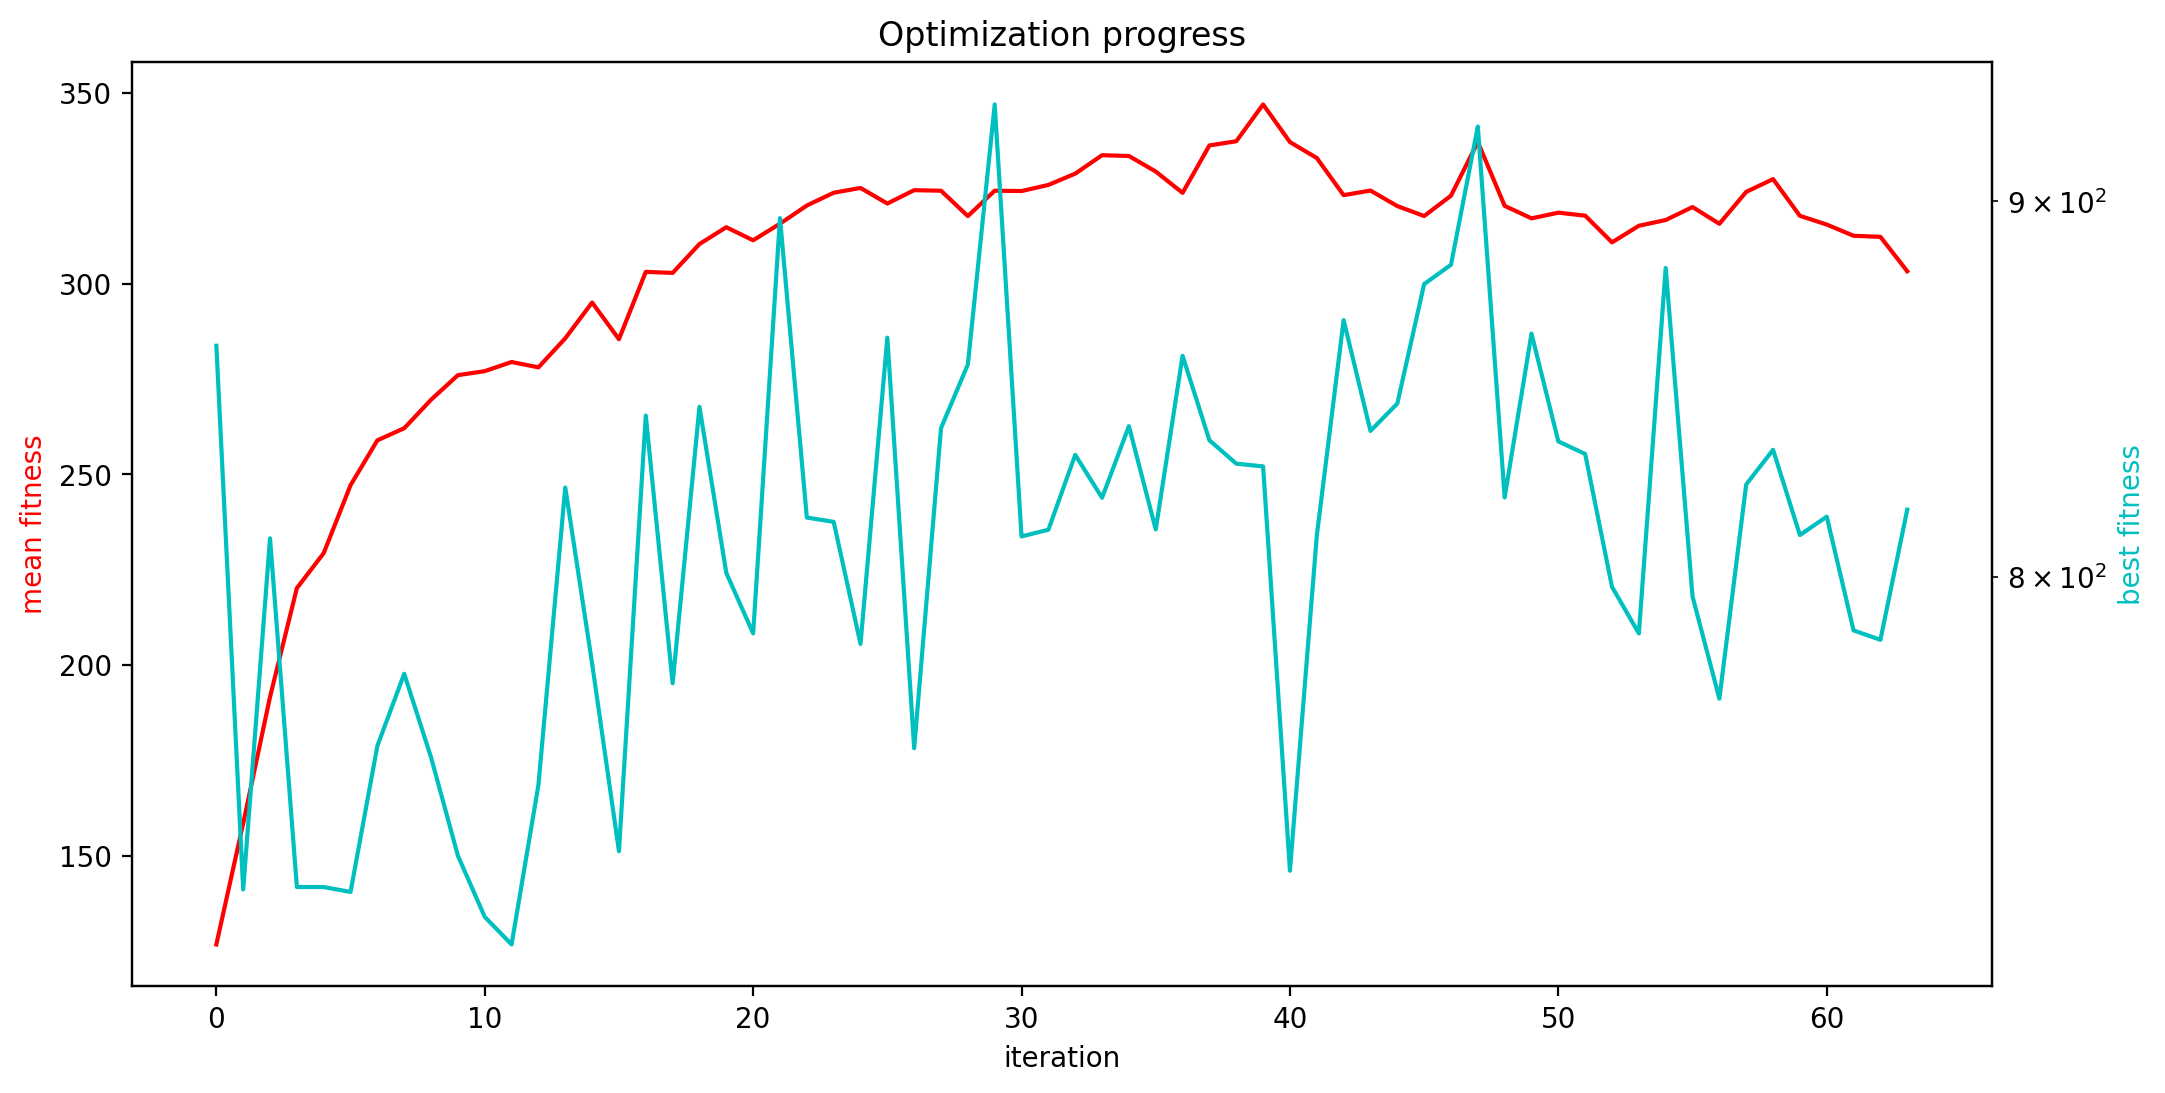 Optimization progress
350
300
250
200
150
mean fitness
9 × 10²
8 × 10²
best fitness
0 10 20 30 40 50 60
iteration